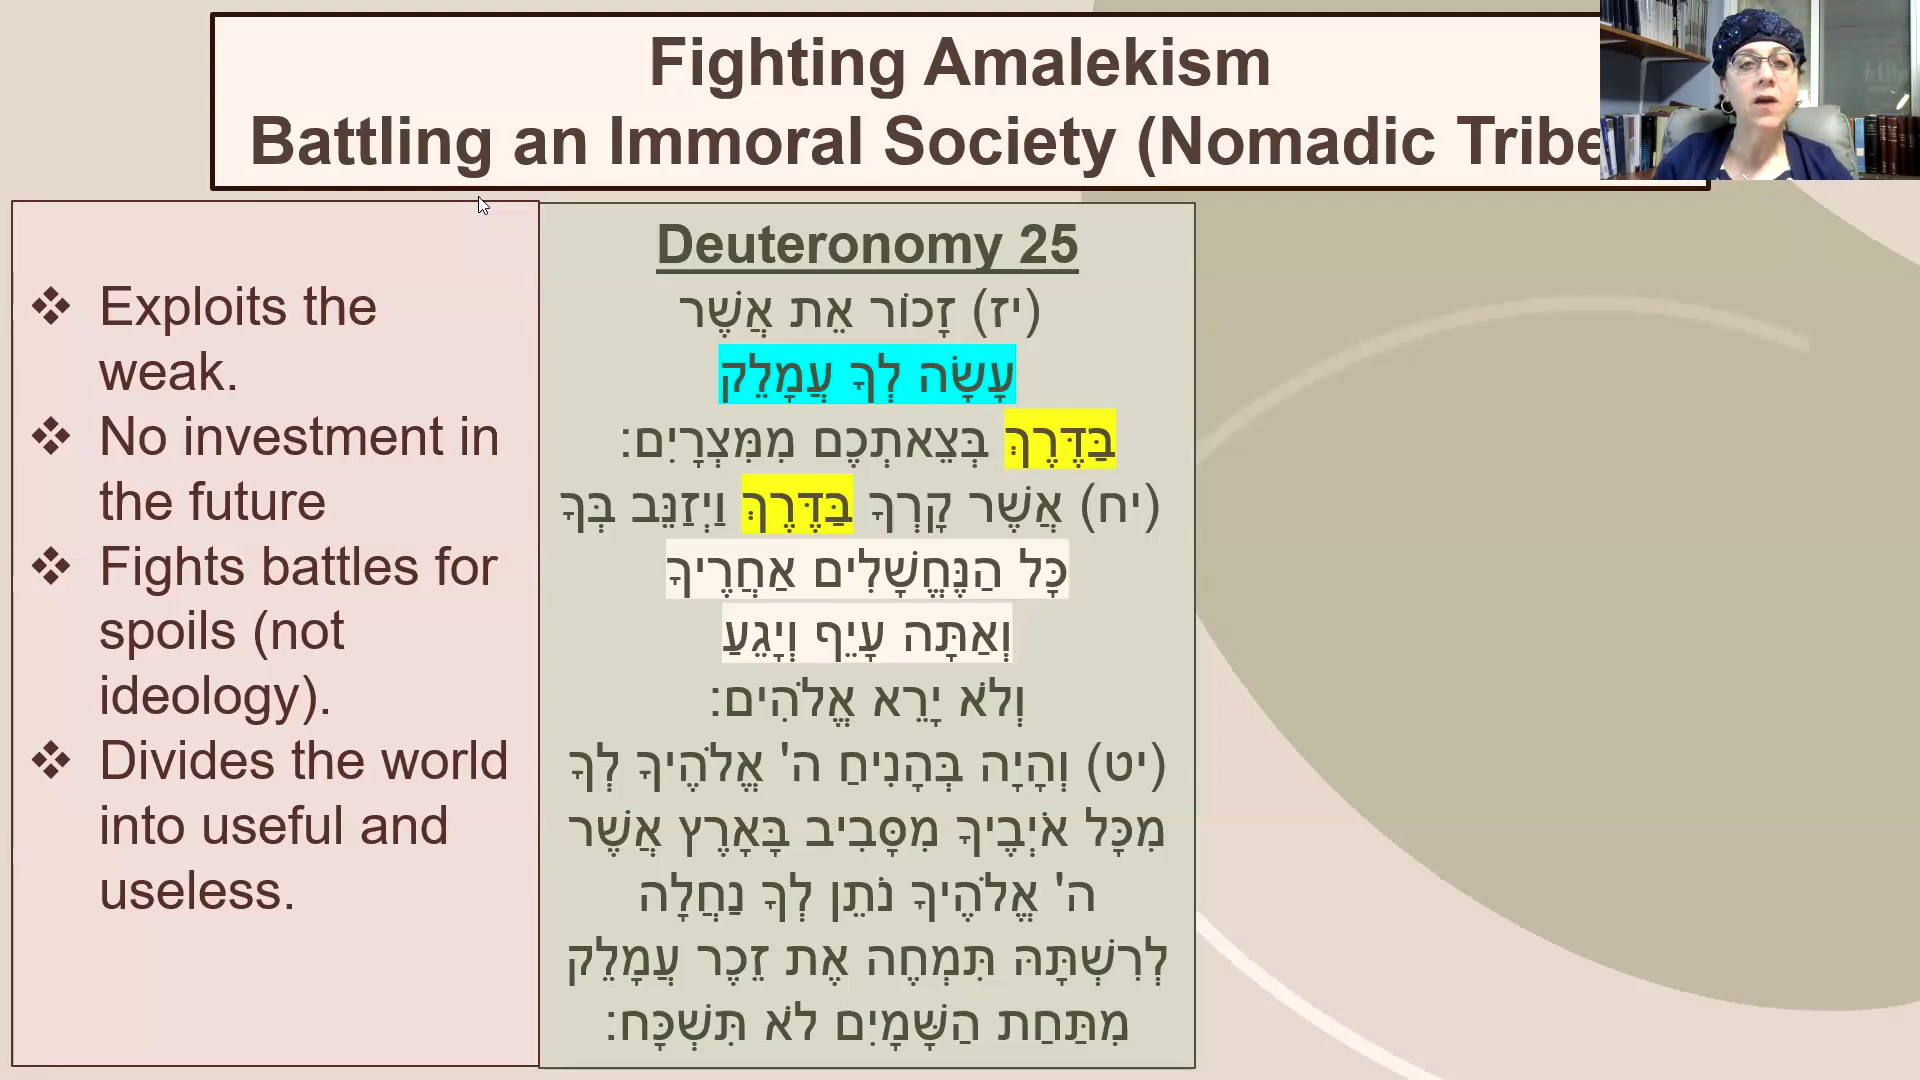 Fighting Amalekism
Battling an Immoral Society (Nomadic Tribe
❖ Exploits the
weak.
❖ No investment in
the future
❖ Fights battles for
spoils (not
ideology).
❖ Divides the world
into useful and
useless.
Deuteronomy 25
(יז) זָכוֹר אֵת אֲשֶׁר
עָשָׂה לְךָ עֲמָלֵק
בַּדֶּרֶךְ בְּצֵאתְכֶם מִמִּצְרָיִם:
(יח) אֲשֶׁר קָרְךָ בַּדֶּרֶךְ וַיְזַנֵּב בְּךָ
כָּל הַנֶּחֱשָׁלִים אַחֲרֶיךָ
וְאַתָּה עָיֵף וְיָגֵעַ
וְלֹא יָרֵא אֱלֹהִים:
(יט) וְהָיָה בְּהָנִיחַ ה' אֱלֹהֶיךָ לְךָ
מִכָּל אֹיְבֶיךָ מִסָּבִיב בָּאָרֶץ אֲשֶׁר
ה' אֱלֹהֶיךָ נֹתֵן לְךָ נַחֲלָה
לְרִשְׁתָּהּ תִּמְחֶה אֶת זֵכֶר עֲמָלֵק
מִתַּחַת הַשָּׁמָיִם לֹא תִּשְׁכָּח: